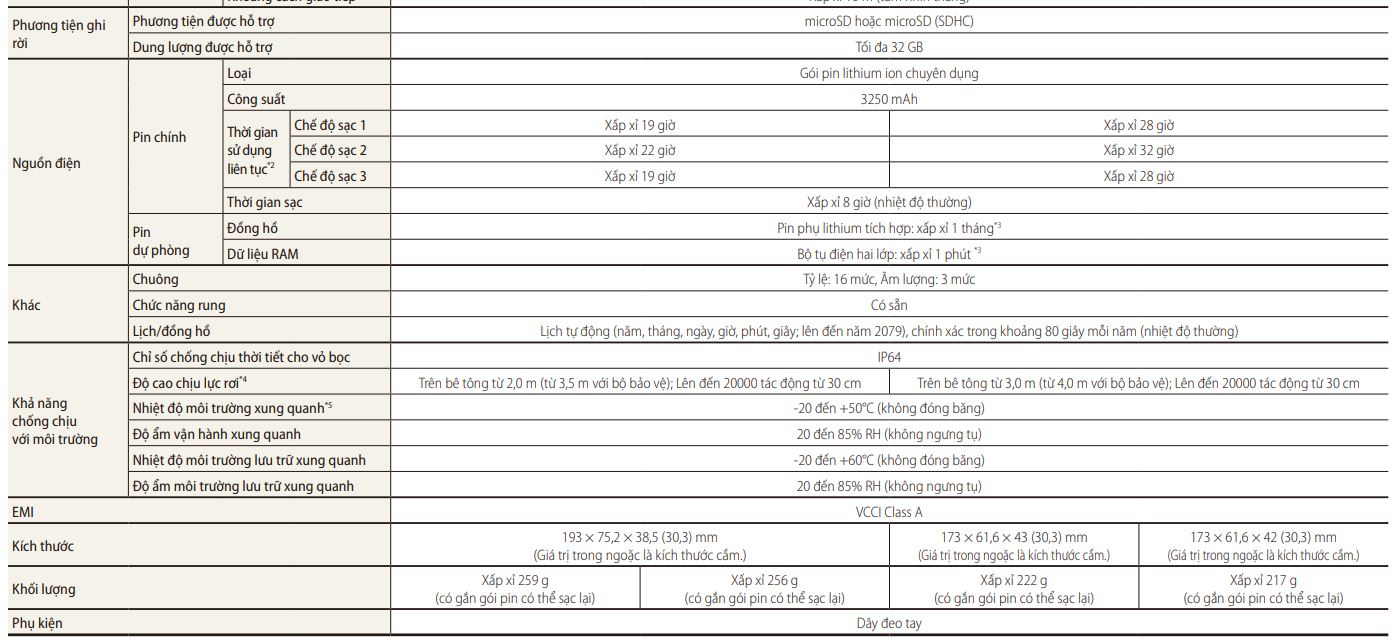 Phương tiện ghi rời
Phương tiện được hỗ trợ microSD hoặc microSD (SDHC)
Dung lượng được hỗ trợ Tối đa 32 GB
Nguồn điện
Pin chính
Loại Gói pin lithium ion chuyên dụng
Công suất 3250 mAh
Thời gian sử dụng liên tục*2
Chế độ sạc 1 Xấp xỉ 19 giờ Xấp xỉ 28 giờ
Chế độ sạc 2 Xấp xỉ 22 giờ Xấp xỉ 32 giờ
Chế độ sạc 3 Xấp xỉ 19 giờ Xấp xỉ 28 giờ
Thời gian sạc Xấp xỉ 8 giờ (nhiệt độ thường)
Pin dự phòng
Đồng hồ Pin phụ lithium tích hợp: xấp xỉ 1 tháng*3
Dữ liệu RAM Bộ tụ điện hai lớp: xấp xỉ 1 phút *3
Khác
Chuông Tỷ lệ: 16 mức, Âm lượng: 3 mức
Chức năng rung Có sẵn
Lịch/đồng hồ Lịch tự động (năm, tháng, ngày, giờ, phút, giây; lên đến năm 2079), chính xác trong khoảng 80 giây mỗi năm (nhiệt độ thường)
Khả năng chống chịu với môi trường
Chỉ số chống chịu thời tiết cho vỏ bọc IP64
Độ cao chịu lực rơi*4 Trên bê tông từ 2,0 m (từ 3,5 m với bộ bảo vệ); Lên đến 20000 tác động từ 30 cm Trên bê tông từ 3,0 m (từ 4,0 m với bộ bảo vệ); Lên đến 20000 tác động từ 30 cm
Nhiệt độ môi trường xung quanh*5 -20 đến +50°C (không đóng băng)
Độ ẩm vận hành xung quanh 20 đến 85% RH (không ngưng tụ)
Nhiệt độ môi trường lưu trữ xung quanh -20 đến +60°C (không đóng băng)
Độ ẩm môi trường lưu trữ xung quanh 20 đến 85% RH (không ngưng tụ)
EMI VCCI Class A
Kích thước 193 × 75,2 × 38,5 (30,3) mm 173 × 61,6 × 43 (30,3) mm 173 × 61,6 × 42 (30,3) mm
(Giá trị trong ngoặc là kích thước cầm.) (Giá trị trong ngoặc là kích thước cầm.) (Giá trị trong ngoặc là kích thước cầm.)
Khối lượng Xấp xỉ 259 g Xấp xỉ 256 g Xấp xỉ 222 g Xấp xỉ 217 g
(có gắn gói pin có thể sạc lại) (có gắn gói pin có thể sạc lại) (có gắn gói pin có thể sạc lại) (có gắn gói pin có thể sạc lại)
Phụ kiện Dây đeo tay